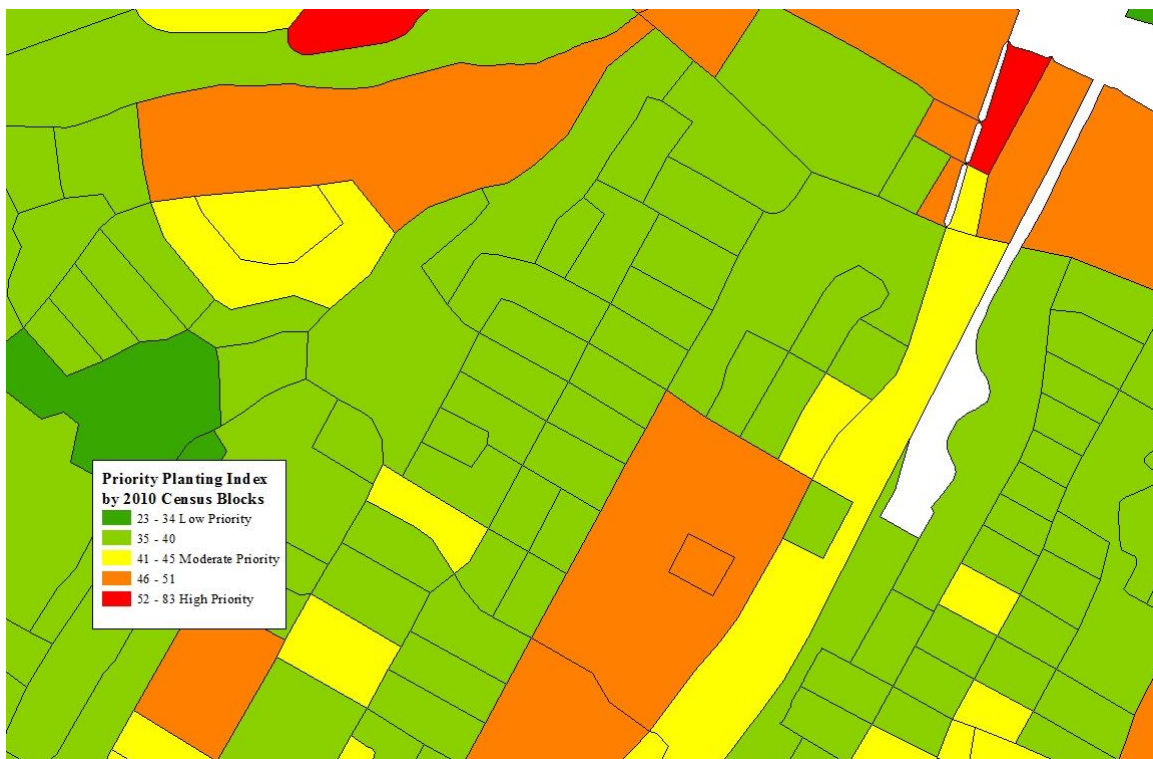 Priority Planting Index
by 2010 Census Blocks
23 - 34 Low Priority
35 - 40
41 - 45 Moderate Priority
46 - 51
52 - 83 High Priority